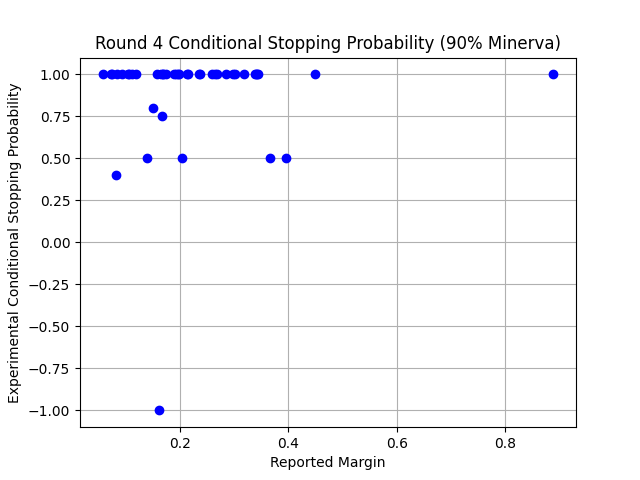 Round 4 Conditional Stopping Probability (90% Minerva)
Experimental Conditional Stopping Probability
1.00
0.75
0.50
0.25
0.00
−0.25
−0.50
−0.75
−1.00
0.2 0.4 0.6 0.8
Reported Margin